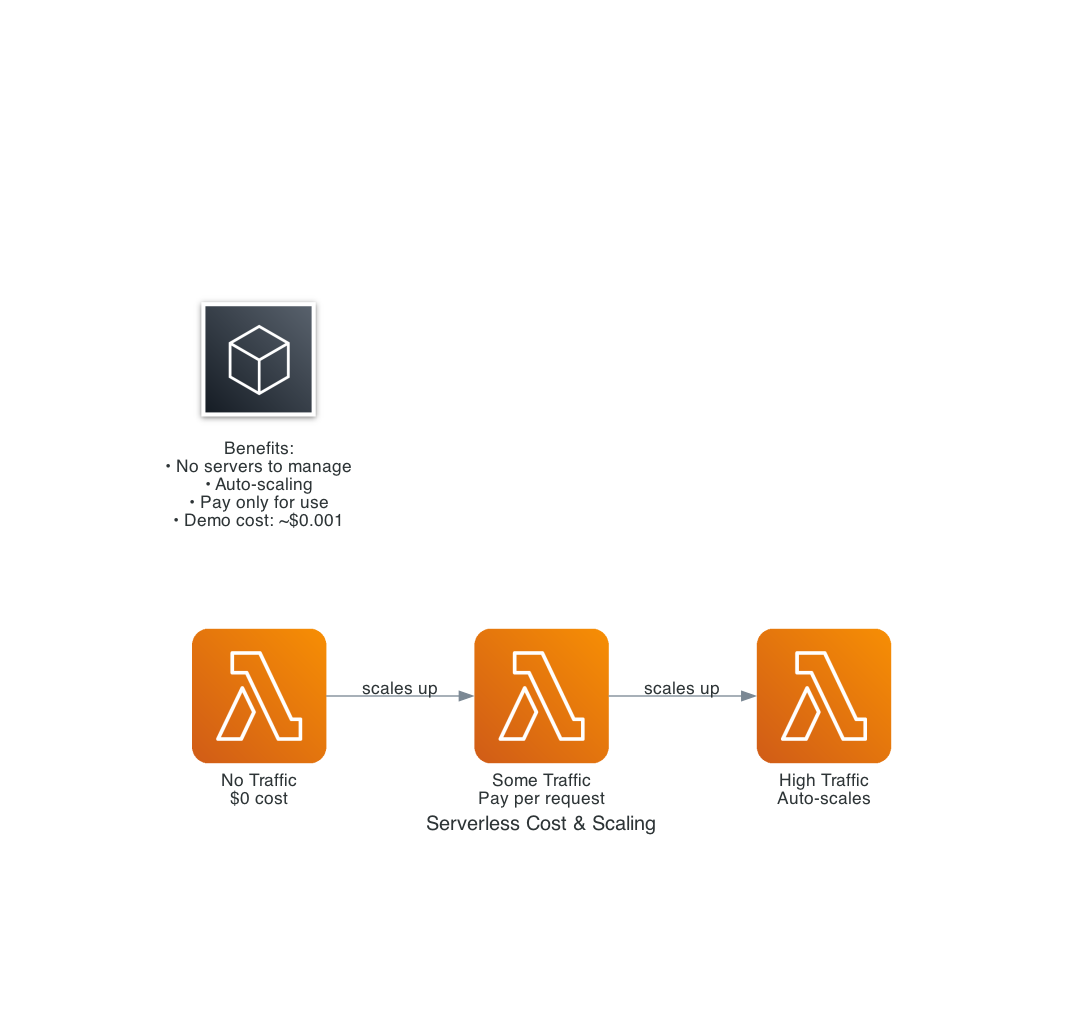 Benefits:
• No servers to manage
• Auto-scaling
• Pay only for use
• Demo cost: ~$0.001
scales up
scales up
No Traffic
$0 cost
Some Traffic
Pay per request
High Traffic
Auto-scales
Serverless Cost & Scaling